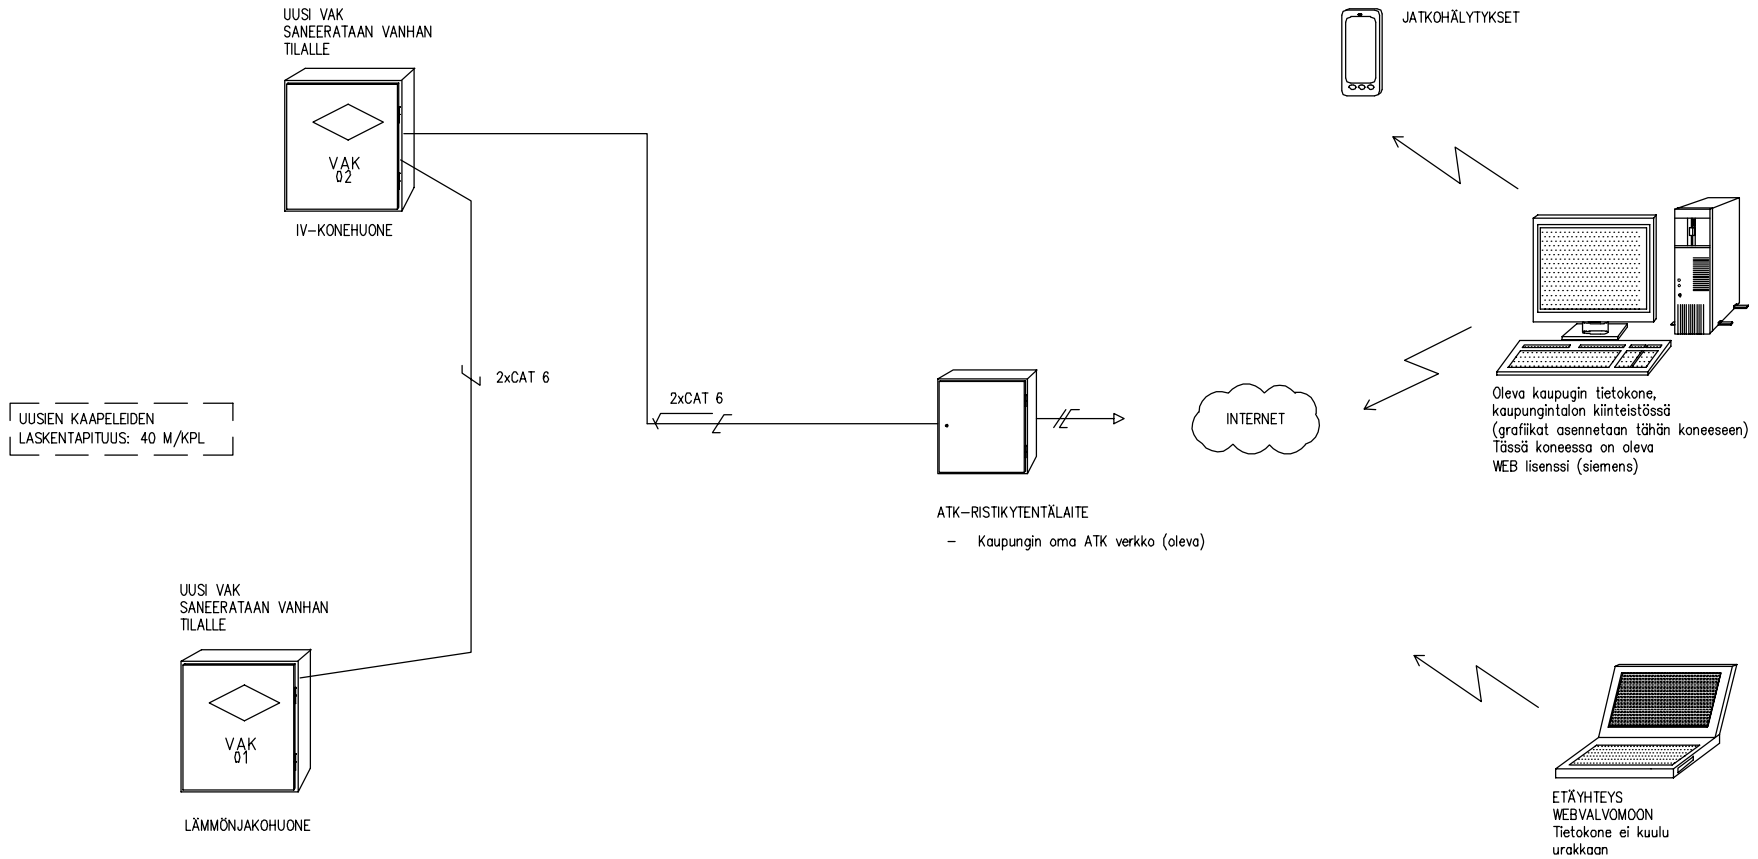 UUSI VAK
SANEERATAAN VANHAN
TILALLE
VAK
02
IV-KONEHUONE
JATKOHÄLYTYKSET
2xCAT 6
2xCAT 6
UUSIEN KAAPELEIDEN
LASKENTAPITUUS: 40 M/KPL
INTERNET
Oleva kaupugin tietokone,
kaupungintalon kiinteistössä
(grafiikat asennetaan tähän koneeseen)
Tässä koneessa on oleva
WEB lisenssi (siemens)
ATK-RISTIKYTENTÄLAITE
- Kaupungin oma ATK verkko (oleva)
UUSI VAK
SANEERATAAN VANHAN
TILALLE
VAK
01
LÄMMÖNJAKOHUONE
ETÄYHTEYS
WEBVALVOMOON
Tietokone ei kuulu
urakkaan